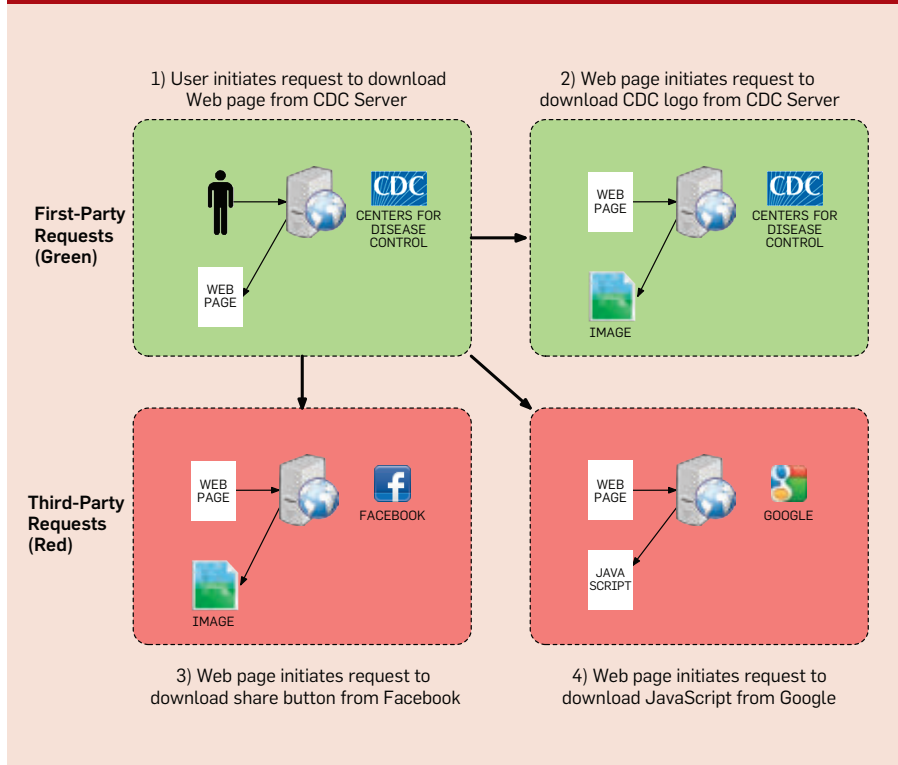 1) User initiates request to download
Web page from CDC Server
2) Web page initiates request to
download CDC logo from CDC Server
First-Party
Requests
(Green)
CDC
CENTERS FOR
DISEASE
CONTROL
WEB
PAGE
WEB
PAGE
IMAGE
CDC
CENTERS FOR
DISEASE
CONTROL
Third-Party
Requests
(Red)
WEB
PAGE
f
FACEBOOK
IMAGE
WEB
PAGE
g
GOOGLE
JAVA
SCRIPT
3) Web page initiates request to
download share button from Facebook
4) Web page initiates request to
download JavaScript from Google